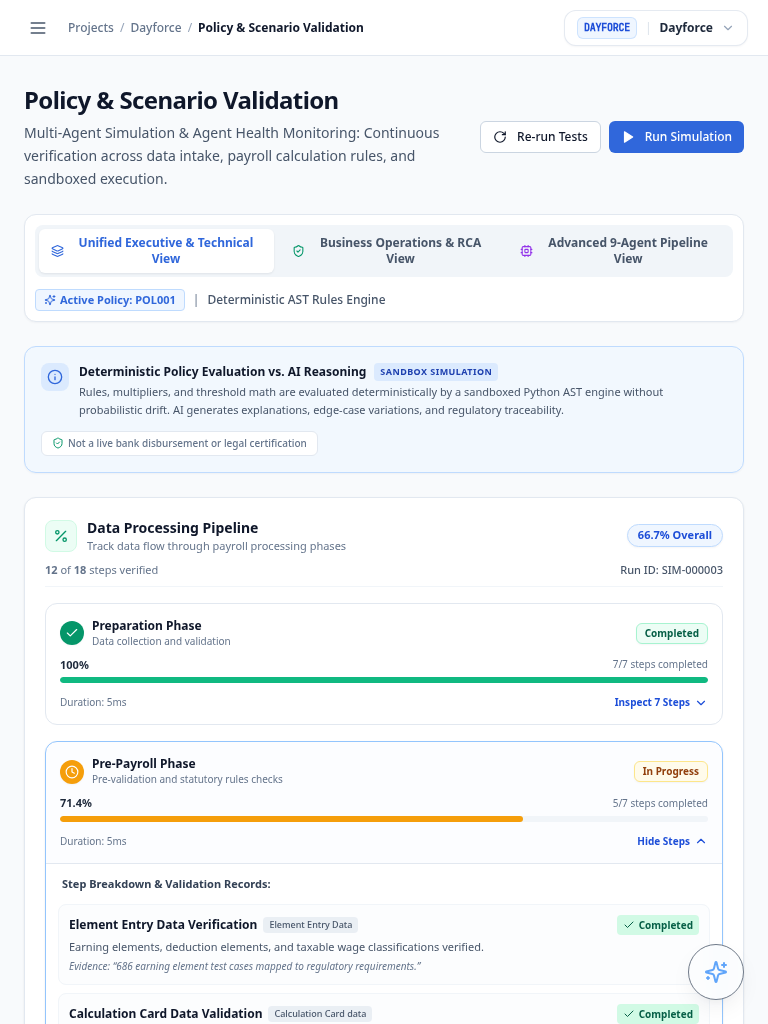 Projects / Dayforce / Policy & Scenario Validation
DAYFORCE
Dayforce
Policy & Scenario Validation
Multi-Agent Simulation & Agent Health Monitoring: Continuous
verification across data intake, payroll calculation rules, and
sandboxed execution.
Re-run Tests
Run Simulation
Unified Executive & Technical
View
Business Operations & RCA
View
Advanced 9-Agent Pipeline
View
Active Policy: POL001 | Deterministic AST Rules Engine
Deterministic Policy Evaluation vs. AI Reasoning
SANDBOX SIMULATION
Rules, multipliers, and threshold math are evaluated deterministically by a sandboxed Python AST engine without
probabilistic drift. AI generates explanations, edge-case variations, and regulatory traceability.
Not a live bank disbursement or legal certification
Data Processing Pipeline
Track data flow through payroll processing phases
66.7% Overall
12 of 18 steps verified
Run ID: SIM-000003
Preparation Phase
Data collection and validation
Completed
100%
7/7 steps completed
Duration: 5ms
Inspect 7 Steps
Pre-Payroll Phase
Pre-validation and statutory rules checks
In Progress
71.4%
5/7 steps completed
Duration: 5ms
Hide Steps
Step Breakdown & Validation Records:
Element Entry Data Verification
Element Entry Data
Completed
Earning elements, deduction elements, and taxable wage classifications verified.
Evidence: “686 earning element test cases mapped to regulatory requirements.”
Calculation Card Data Validation
Calculation Card data
Completed